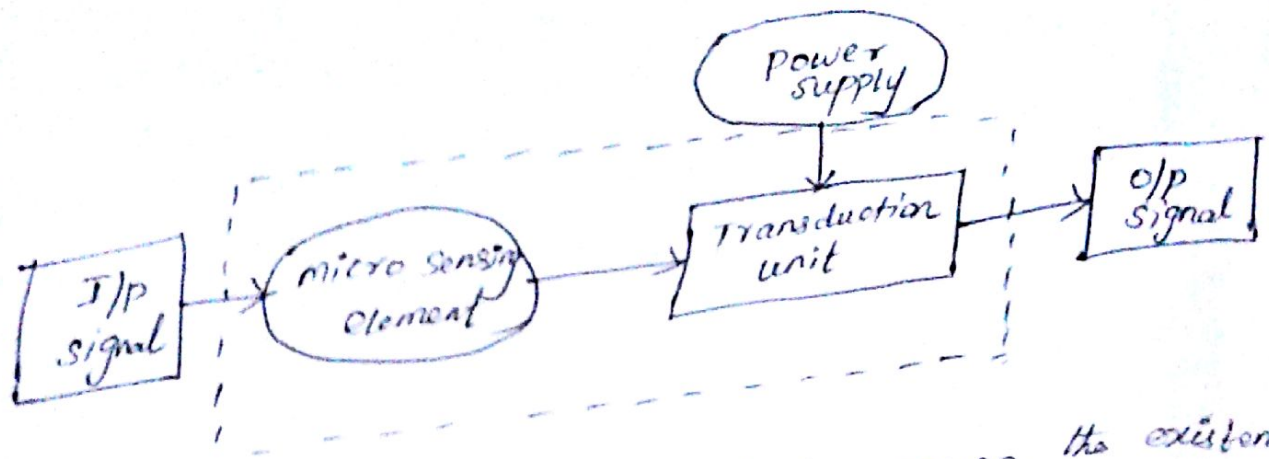 Power
supply
I/p
signal
micro sensing
element
Transduction
unit
O/p
signal
the existen